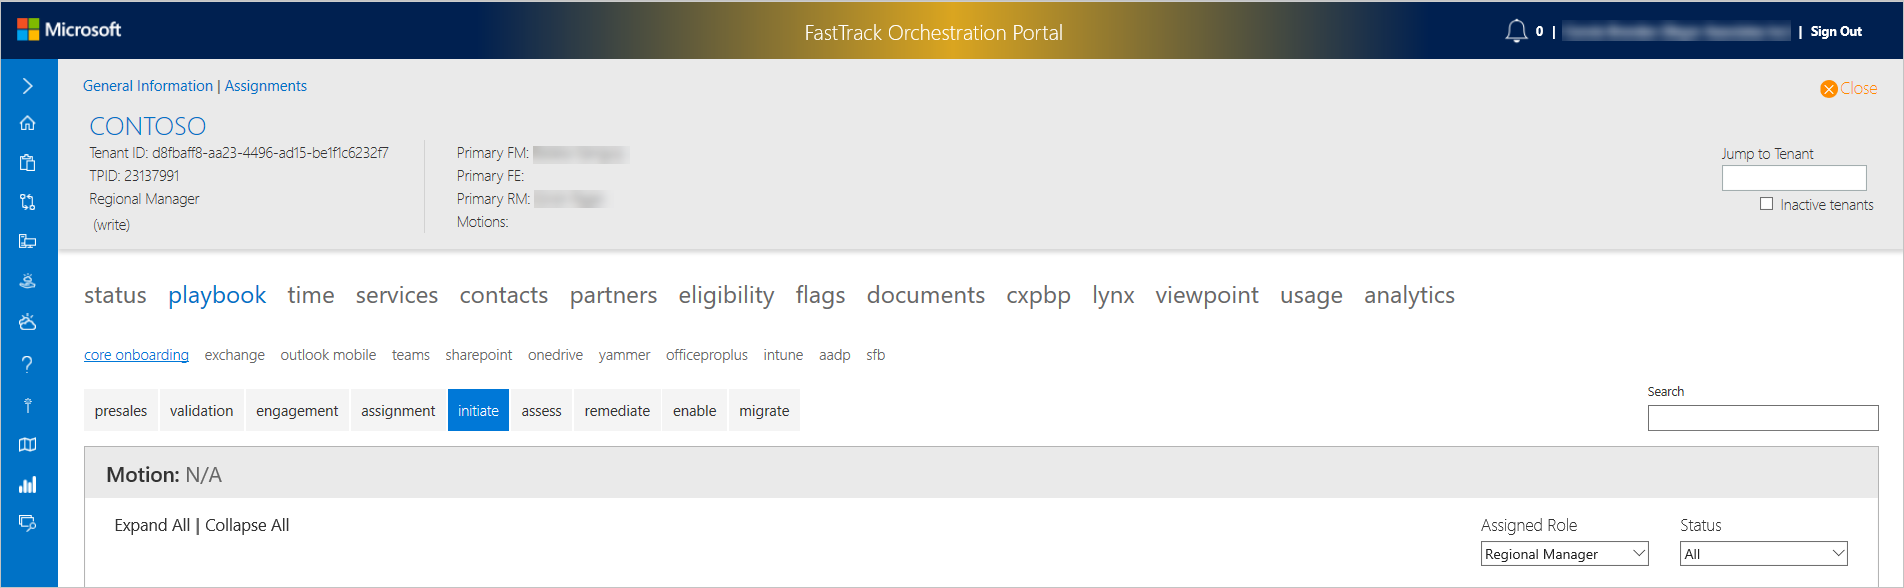 Microsoft
FastTrack Orchestration Portal
0 | | Sign Out
General Information | Assignments
Close
CONTOSO
Tenant ID: d8fbaff8-aa23-4496-ad15-be1f1c6232f7
TPID: 23137991
Regional Manager
(write)
Primary FM:
Primary FE:
Primary RM:
Motions:
Jump to Tenant
Inactive tenants
status playbook time services contacts partners eligibility flags documents cxpbp lynx viewpoint usage analytics
core onboarding exchange outlook mobile teams sharepoint onedrive yammer officeproplus intune aadp sfb
presales validation engagement assignment initiate assess remediate enable migrate
Search
Motion: N/A
Expand All | Collapse All
Assigned Role
Regional Manager
Status
All